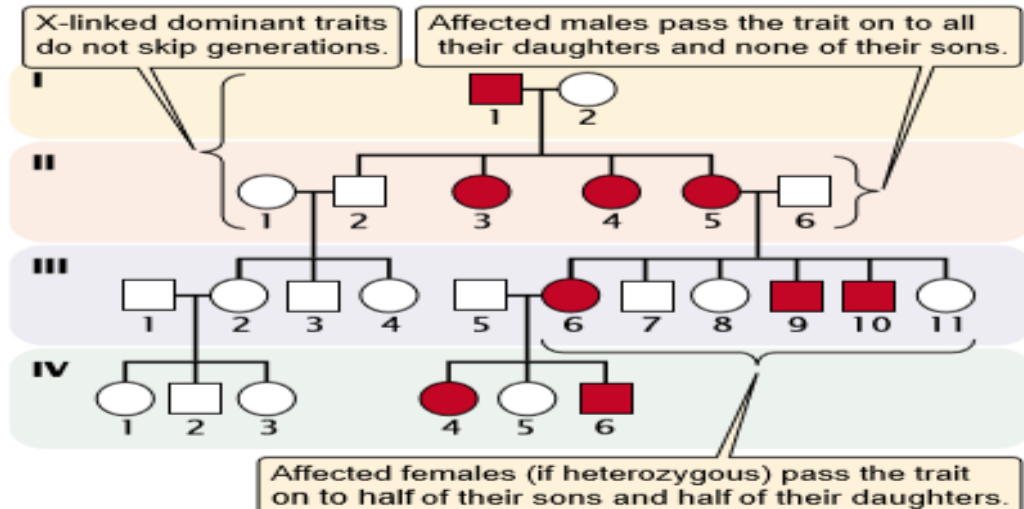 X-linked dominant traits
do not skip generations.
Affected males pass the trait on to all
their daughters and none of their sons.
I
1 2
II
1 2 3 4 5 6
III
1 2 3 4 5 6 7 8 9 10 11
IV
1 2 3 4 5 6
Affected females (if heterozygous) pass the trait
on to half of their sons and half of their daughters.